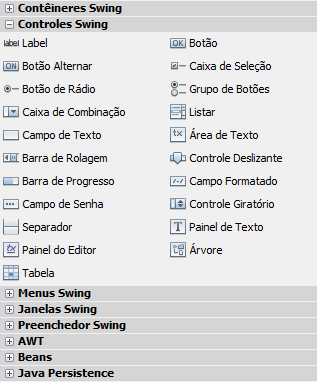 Contêineres Swing
Controles Swing
label Label
OK Botão
ON Botão Alternar
Caixa de Seleção
Botão de Rádio
Grupo de Botões
Caixa de Combinação
Listar
Campo de Texto
tx Área de Texto
Barra de Rolagem
Controle Deslizante
Barra de Progresso
Campo Formatado
Campo de Senha
Controle Giratório
Separador
T Painel de Texto
tx Painel do Editor
Árvore
Tabela
Menus Swing
Janelas Swing
Preenchedor Swing
AWT
Beans
Java Persistence